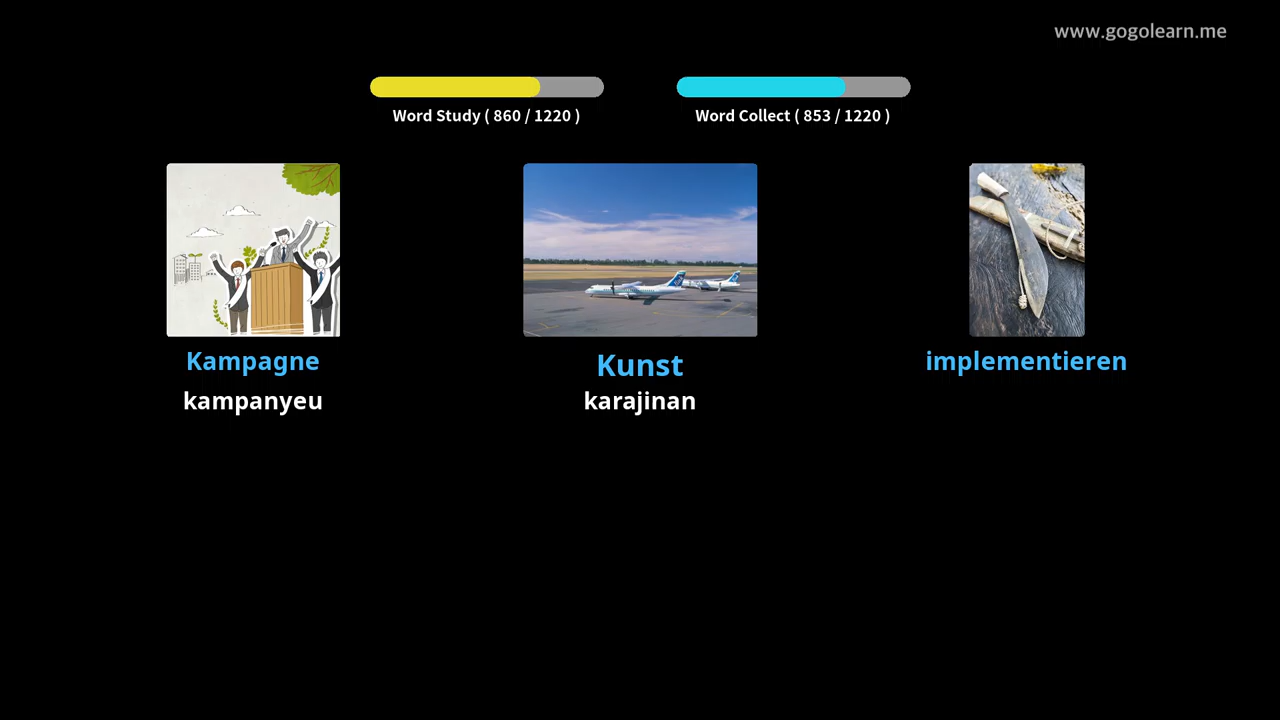 www.gogolearn.me
Word Study ( 860 / 1220 )
Word Collect ( 853 / 1220 )
Kampagne
kampanyeu
Kunst
karajinan
implementieren